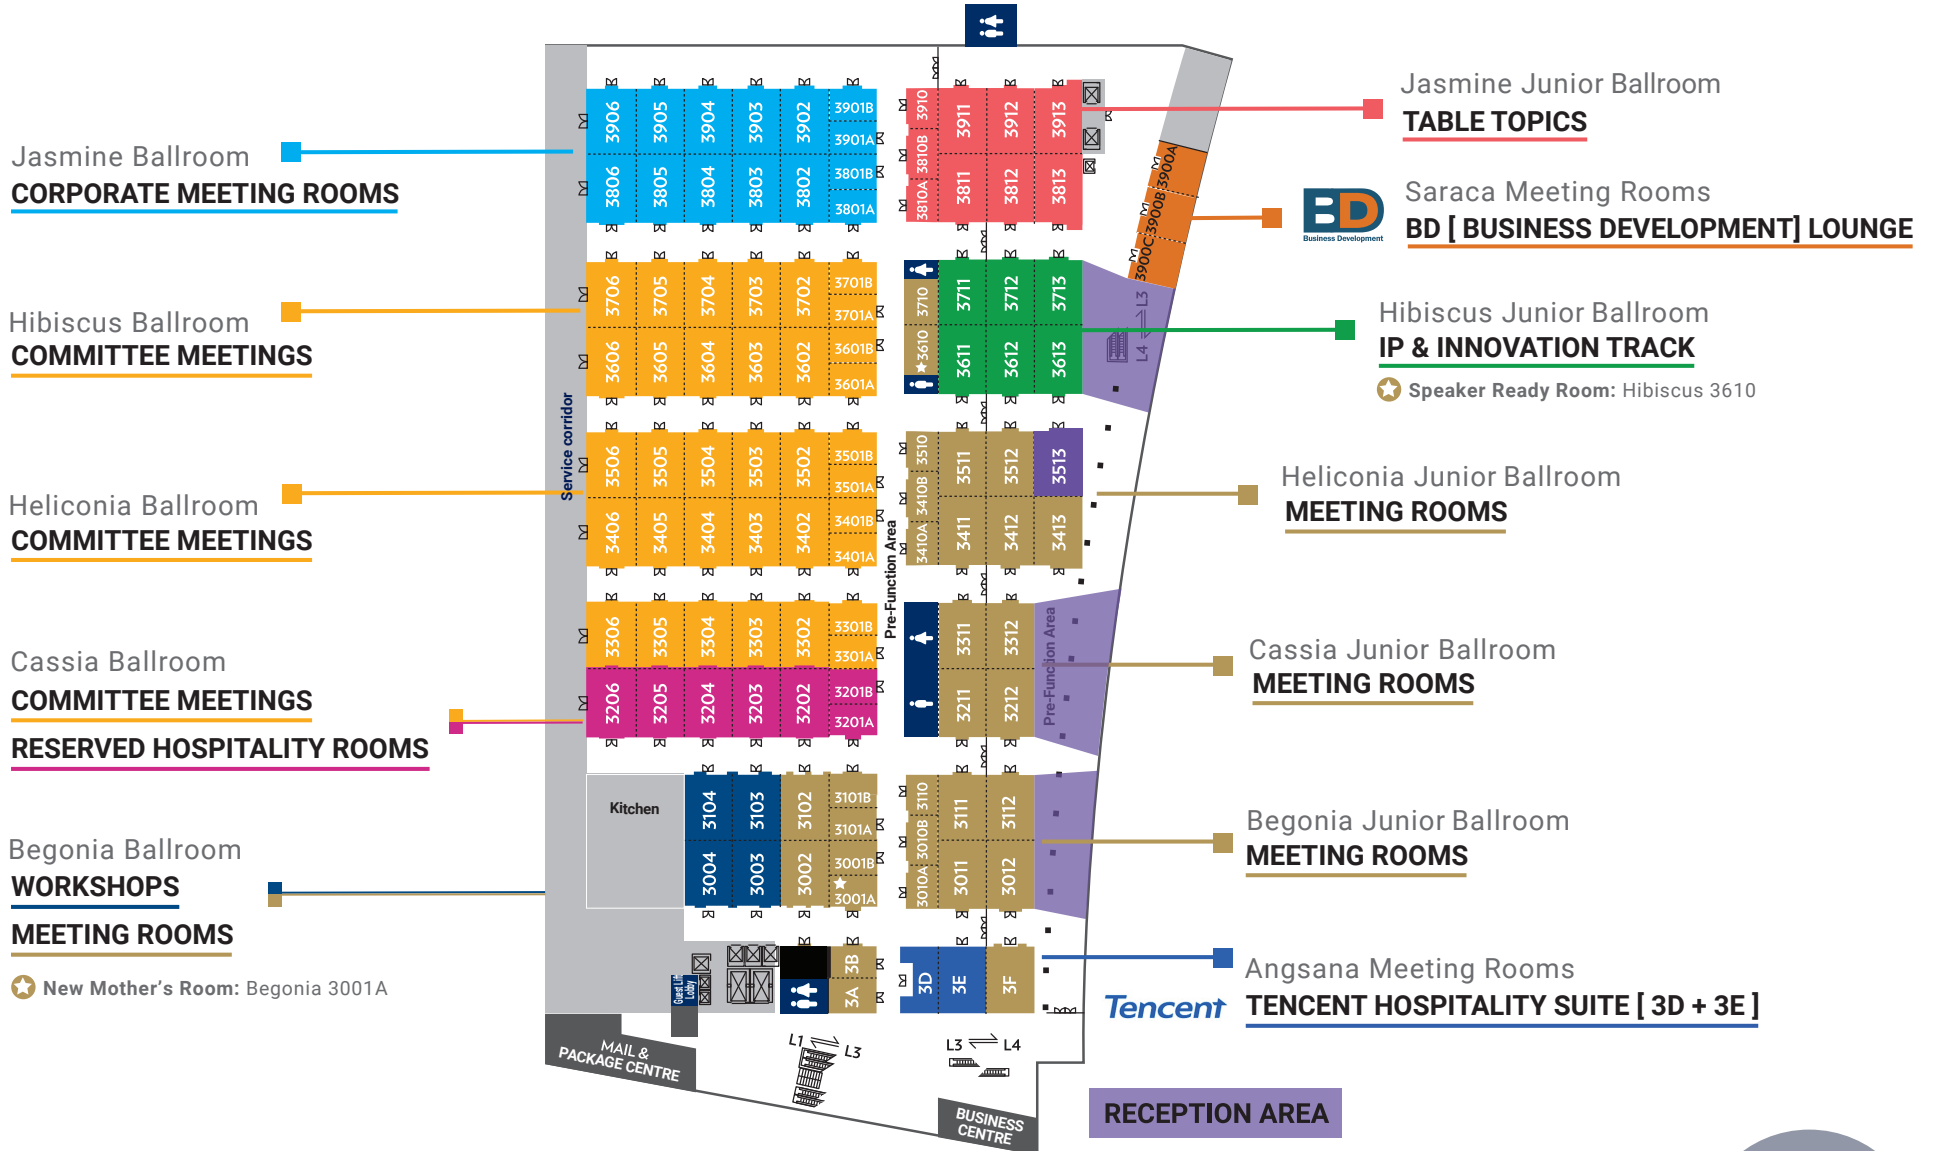 Jasmine Ballroom
CORPORATE MEETING ROOMS
Hibiscus Ballroom
COMMITTEE MEETINGS
Heliconia Ballroom
COMMITTEE MEETINGS
Cassia Ballroom
COMMITTEE MEETINGS
RESERVED HOSPITALITY ROOMS
Begonia Ballroom
WORKSHOPS
MEETING ROOMS
New Mother's Room: Begonia 3001A
Service corridor
3906 3905 3904 3903 3902 3901B
3901A
3806 3805 3804 3803 3802 3801B
3801A
3706 3705 3704 3703 3702 3701B
3701A
3606 3605 3604 3603 3602 3601B
3601A
3506 3505 3504 3503 3502 3501B
3501A
3406 3405 3404 3403 3402 3401B
3401A
3306 3305 3304 3303 3302 3301B
3301A
3206 3205 3204 3203 3202 3201B
3201A
Kitchen
3104 3103 3102 3101B
3101A
3004 3003 3002 3001B
3001A
Guest Lift
Lobby
3B
3A
MAIL &
PACKAGE CENTRE
L1 L3
Pre-Function Area
3910 3911 3912 3913
3810B
3810A 3811 3812 3813
3710 3711 3712 3713
3610 3611 3612 3613
3510 3511 3512 3513
3410B
3410A 3411 3412 3413
3311 3312
3211 3212
Pre-Function Area
3110 3111 3112
3010B
3010A 3011 3012
3D 3E 3F
L3 L4
BUSINESS
CENTRE
3900A
3900B
3900C
L4 L3
Jasmine Junior Ballroom
TABLE TOPICS
BD
Business Development
Saraca Meeting Rooms
BD [ BUSINESS DEVELOPMENT] LOUNGE
Hibiscus Junior Ballroom
IP & INNOVATION TRACK
Speaker Ready Room: Hibiscus 3610
Heliconia Junior Ballroom
MEETING ROOMS
Cassia Junior Ballroom
MEETING ROOMS
Begonia Junior Ballroom
MEETING ROOMS
Tencent
Angsana Meeting Rooms
TENCENT HOSPITALITY SUITE [ 3D + 3E ]
RECEPTION AREA